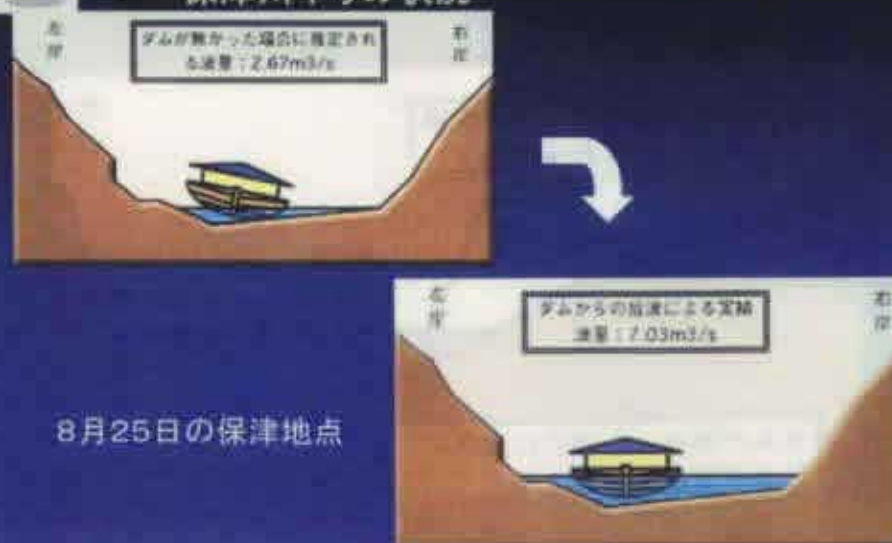 左岸
右岸
ダムが無かった場合に推定され
る流量：2.67m3/s
左岸
右岸
ダムからの放流による実績
流量：7.03m3/s
8月25日の保津地点